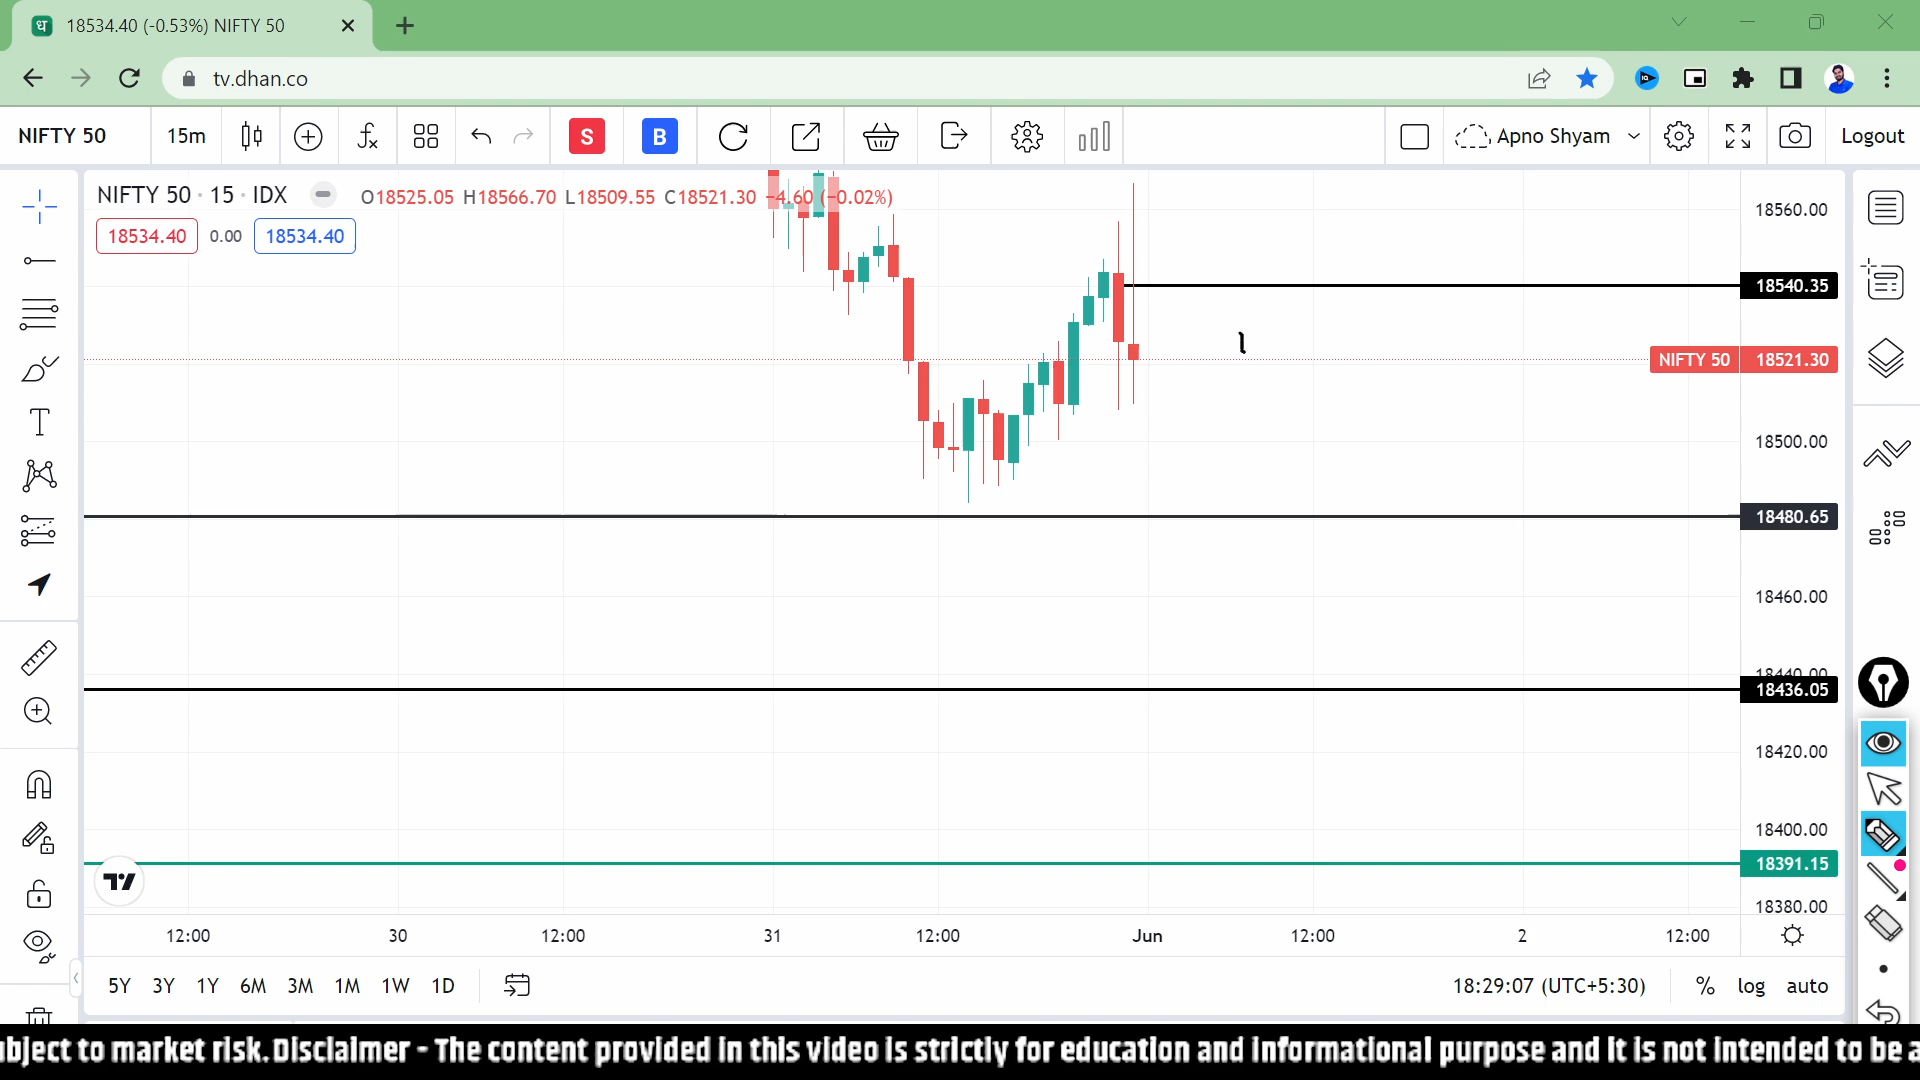 धा 18534.40 (-0.53%) NIFTY 50
tv.dhan.co
NIFTY 50 15m S B Apno Shyam Logout
NIFTY 50 · 15 · IDX O18525.05 H18566.70 L18509.55 C18521.30 −4.60 (−0.02%)
18534.40 0.00 18534.40
18560.00
18540.35
NIFTY 50 18521.30
18500.00
18480.65
18460.00
18440.00
18436.05
18420.00
18400.00
18391.15
18380.00
12:00 30 12:00 31 12:00 Jun 12:00 2 12:00
5Y 3Y 1Y 6M 3M 1M 1W 1D 18:29:07 (UTC+5:30) % log auto
bject to market risk. Disclaimer - The content provided in this video is strictly for education and informational purpose and it is not intended to be a